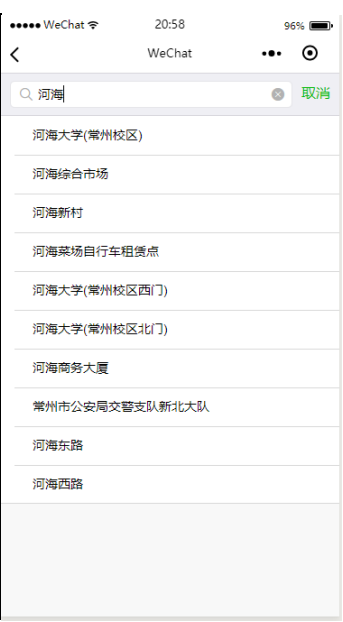 WeChat 20:58 96%
WeChat
河海 取消
河海大学(常州校区)
河海综合市场
河海新村
河海菜场自行车租赁点
河海大学(常州校区西门)
河海大学(常州校区北门)
河海商务大厦
常州市公安局交警支队新北大队
河海东路
河海西路